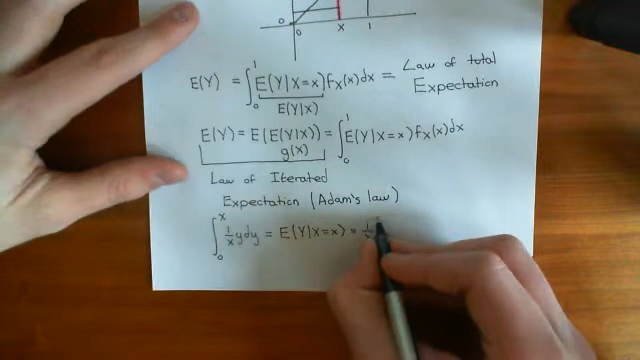 0
0 x 1
E(Y) = ∫₀¹ E(Y|X=x) fₓ(x)dx = Law of total
E(Y|X) Expectation
E(Y) = E(E(Y|X)) = ∫₀¹ E(Y|X=x) fₓ(x)dx
g(X)
Law of Iterated
Expectation (Adam's law)
∫₀ˣ 1/x y dy = E(Y|X=x) =